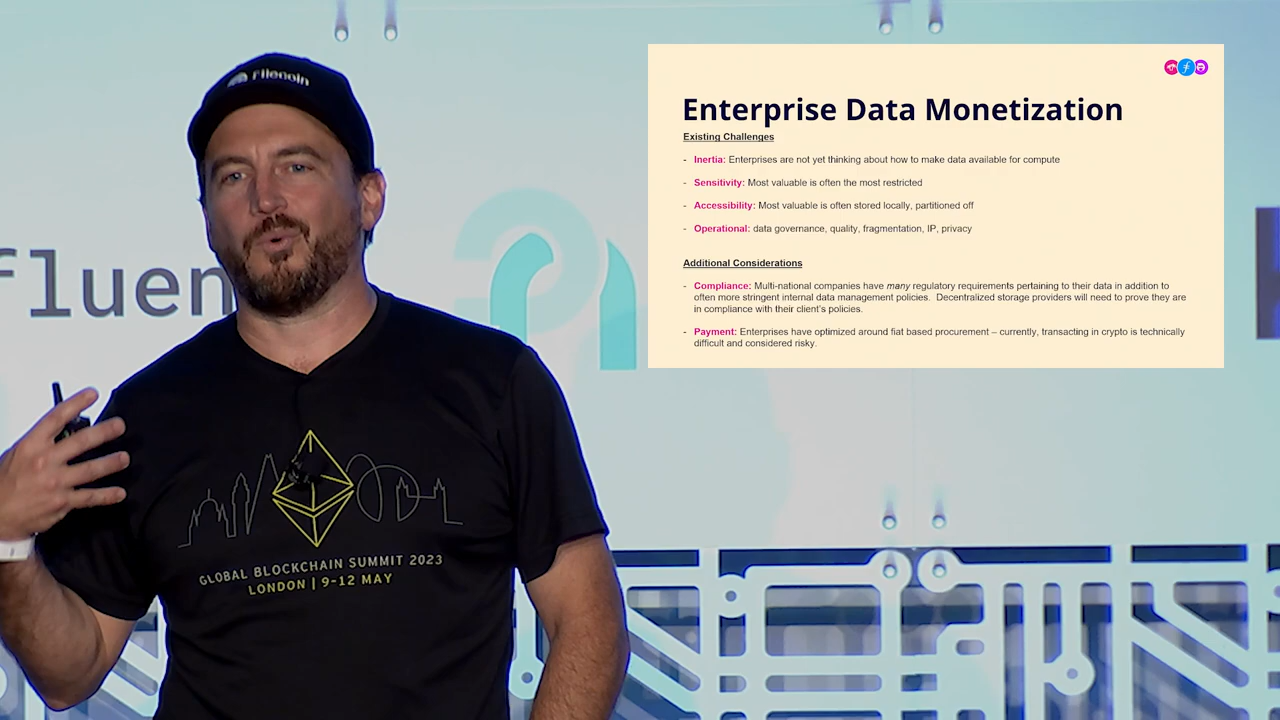 Filecoin
fluen
GLOBAL BLOCKCHAIN SUMMIT 2023
LONDON | 9-12 MAY
Enterprise Data Monetization
Existing Challenges
- Inertia: Enterprises are not yet thinking about how to make data available for compute
- Sensitivity: Most valuable is often the most restricted
- Accessibility: Most valuable is often stored locally, partitioned off
- Operational: data governance, quality, fragmentation, IP, privacy
Additional Considerations
- Compliance: Multi-national companies have many regulatory requirements pertaining to their data in addition to
often more stringent internal data management policies. Decentralized storage providers will need to prove they are
in compliance with their client's policies.
- Payment: Enterprises have optimized around fiat based procurement – currently, transacting in crypto is technically
difficult and considered risky.